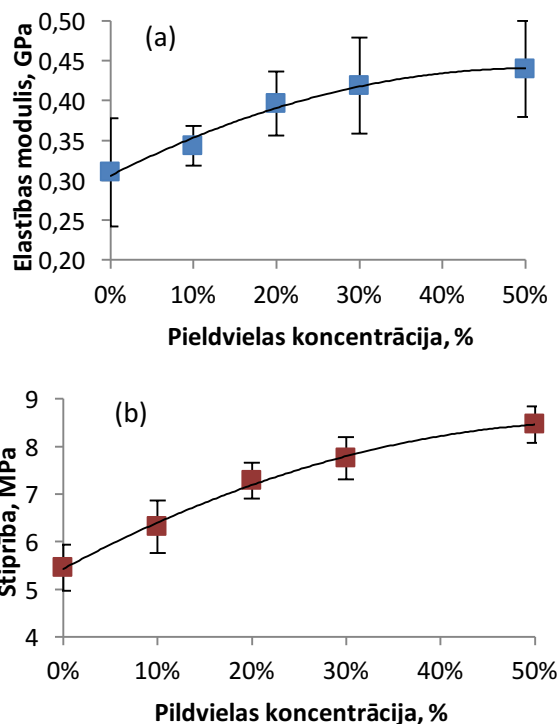 (a)
Elastības modulis, GPa
0,50
0,45
0,40
0,35
0,30
0,25
0,20
0% 10% 20% 30% 40% 50%
Pieldvielas koncentrācija, %
(b)
Stiprība, MPa
9
8
7
6
5
4
0% 10% 20% 30% 40% 50%
Pildvielas koncentrācija, %